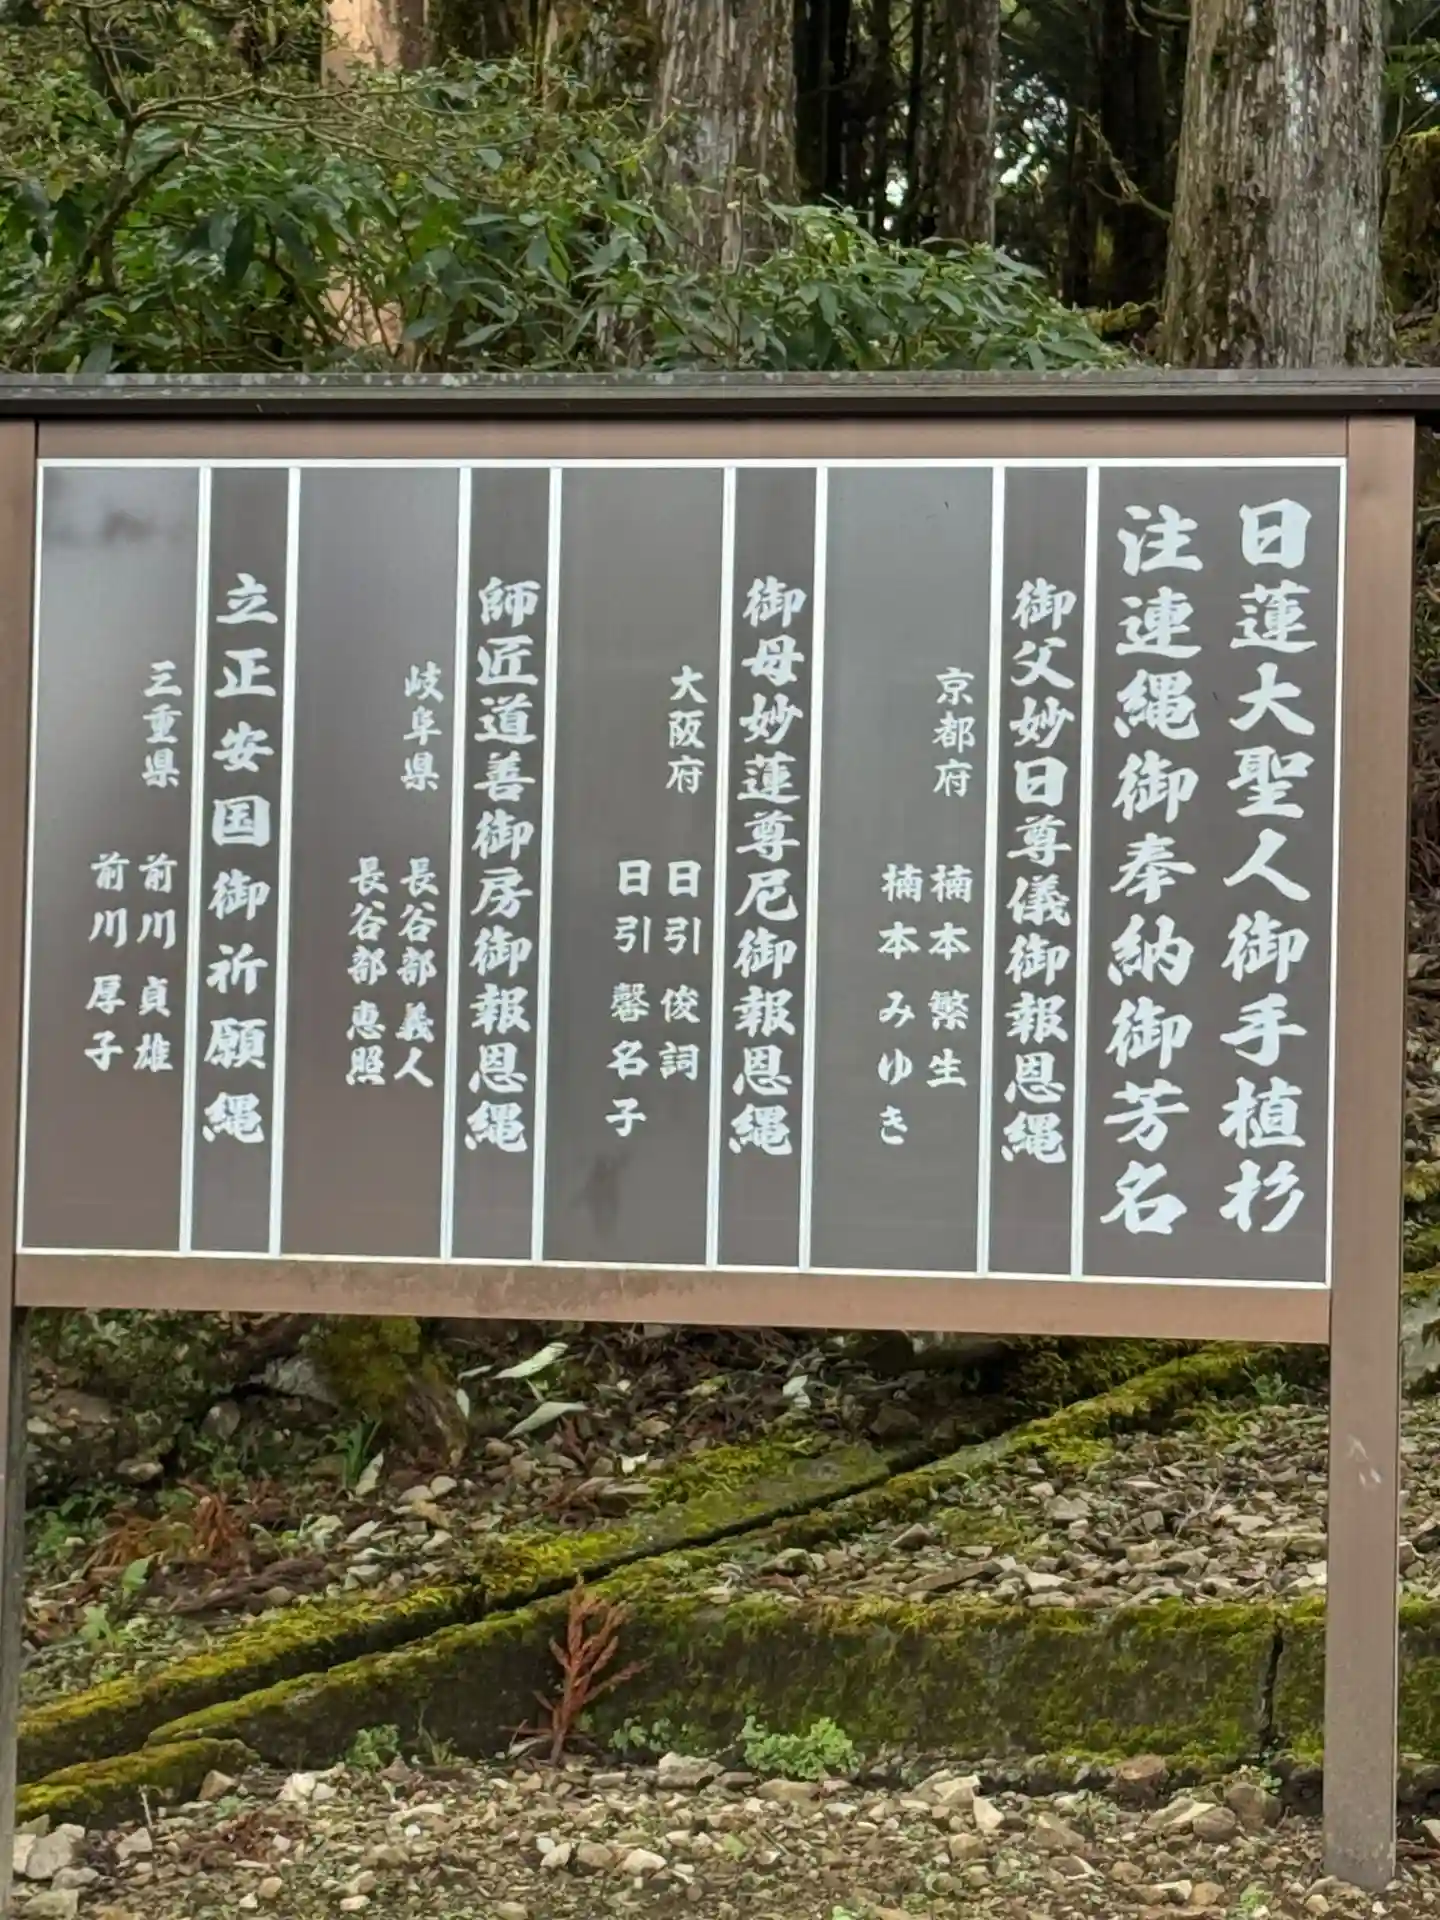 日蓮大聖人御手植杉
注連縄御奉納御芳名
御父妙日尊儀御報恩縄
京都府
楠本 繁生
楠本 みゆき
御母妙蓮尊尼御報恩縄
大阪府
日引 俊詞
日引 馨名子
師匠道善御房御報恩縄
岐阜県
長谷部 義人
長谷部 恵照
立正安国御祈願縄
三重県
前川 貞雄
前川 厚子